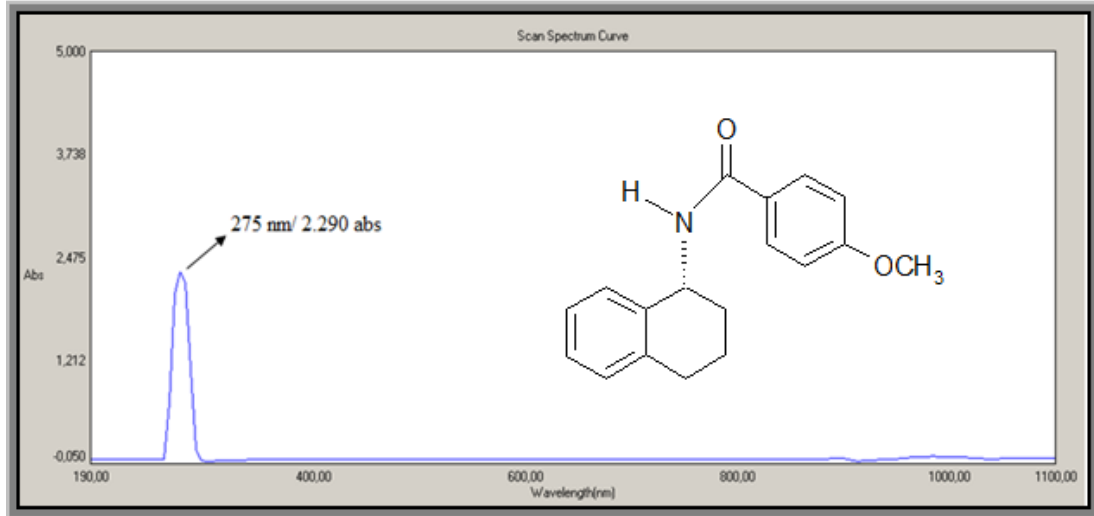 Scan Spectrum Curve
5,000
3,738
2,475
1,212
-0,050
Abs
275 nm/ 2.290 abs
O
H
N
OCH3
190,00 400,00 600,00 800,00 1000,00 1100,00
Wavelength(nm)